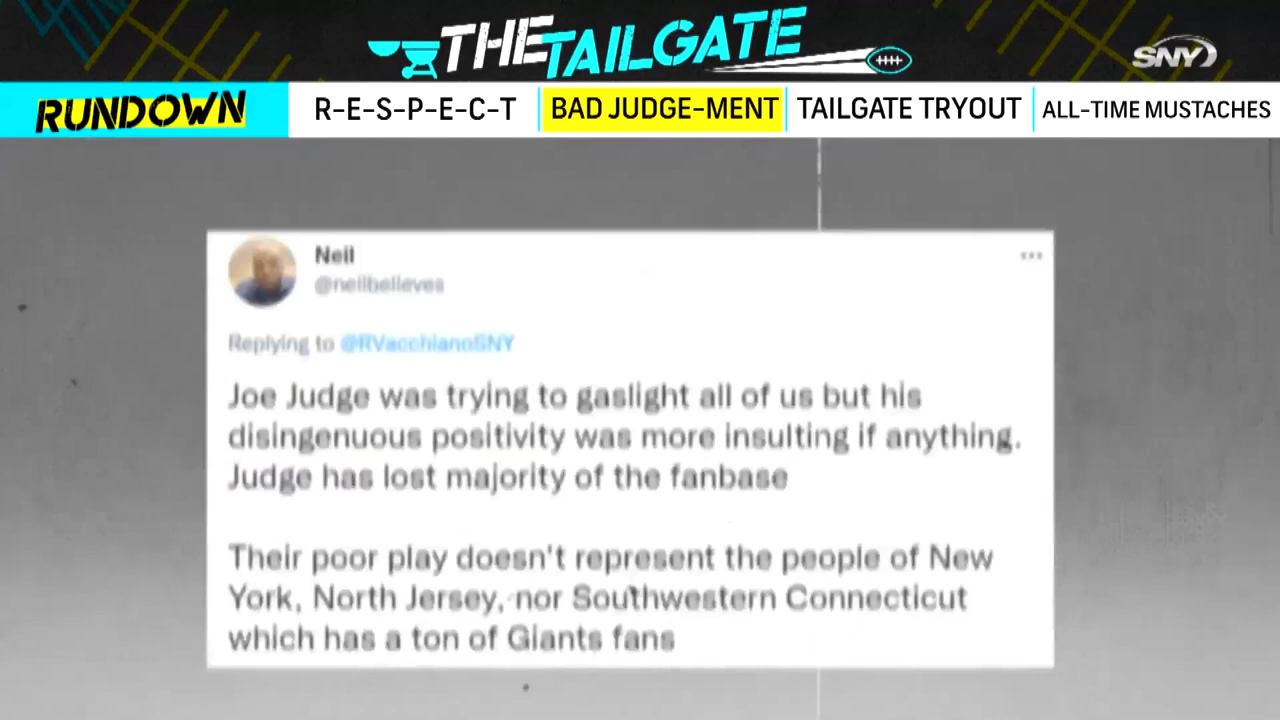 THE TAILGATE
SNY
RUNDOWN
R-E-S-P-E-C-T
BAD JUDGE-MENT
TAILGATE TRYOUT
ALL-TIME MUSTACHES
Neil
@neilbelieves
Replying to @RVacchianoSNY
Joe Judge was trying to gaslight all of us but his
disingenuous positivity was more insulting if anything.
Judge has lost majority of the fanbase
Their poor play doesn't represent the people of New
York, North Jersey, nor Southwestern Connecticut
which has a ton of Giants fans